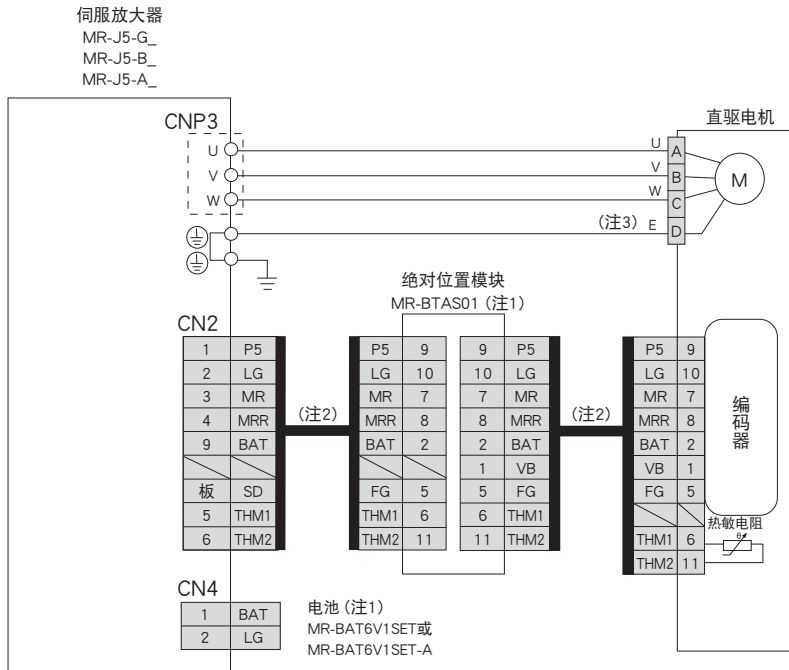 伺服放大器
MR-J5-G_
MR-J5-B_
MR-J5-A_
CNP3
U
V
W
直驱电机
U
A
V
B
W
C
(注3) E
D
M
绝对位置模块
MR-BTAS01 (注1)
CN2
1 P5
2 LG
3 MR
4 MRR
9 BAT
板 SD
5 THM1
6 THM2
(注2)
P5 9
LG 10
MR 7
MRR 8
BAT 2
FG 5
THM1 6
THM2 11
9 P5
10 LG
7 MR
8 MRR
2 BAT
1 VB
5 FG
6 THM1
11 THM2
(注2)
P5 9
LG 10
MR 7
MRR 8
BAT 2
VB 1
FG 5
THM1 6
THM2 11
编码器
热敏电阻
θ
CN4
1 BAT
2 LG
电池 (注1)
MR-BAT6V1SET或
MR-BAT6V1SET-A